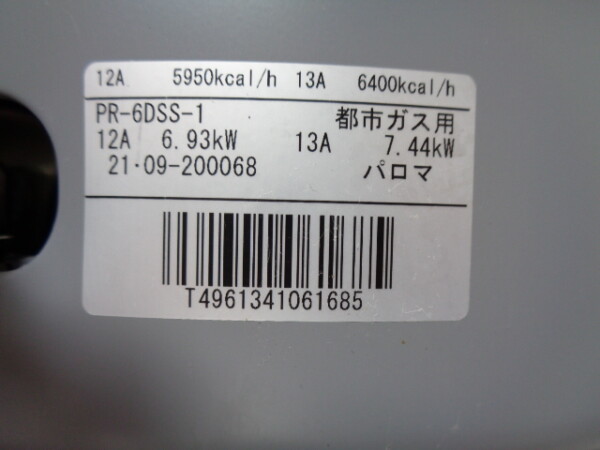 12A 5950kcal/h 13A 6400kcal/h
PR-6DSS-1 都市ガス用
12A 6.93kW 13A 7.44kW
21・09-200068 パロマ
T4961341061685